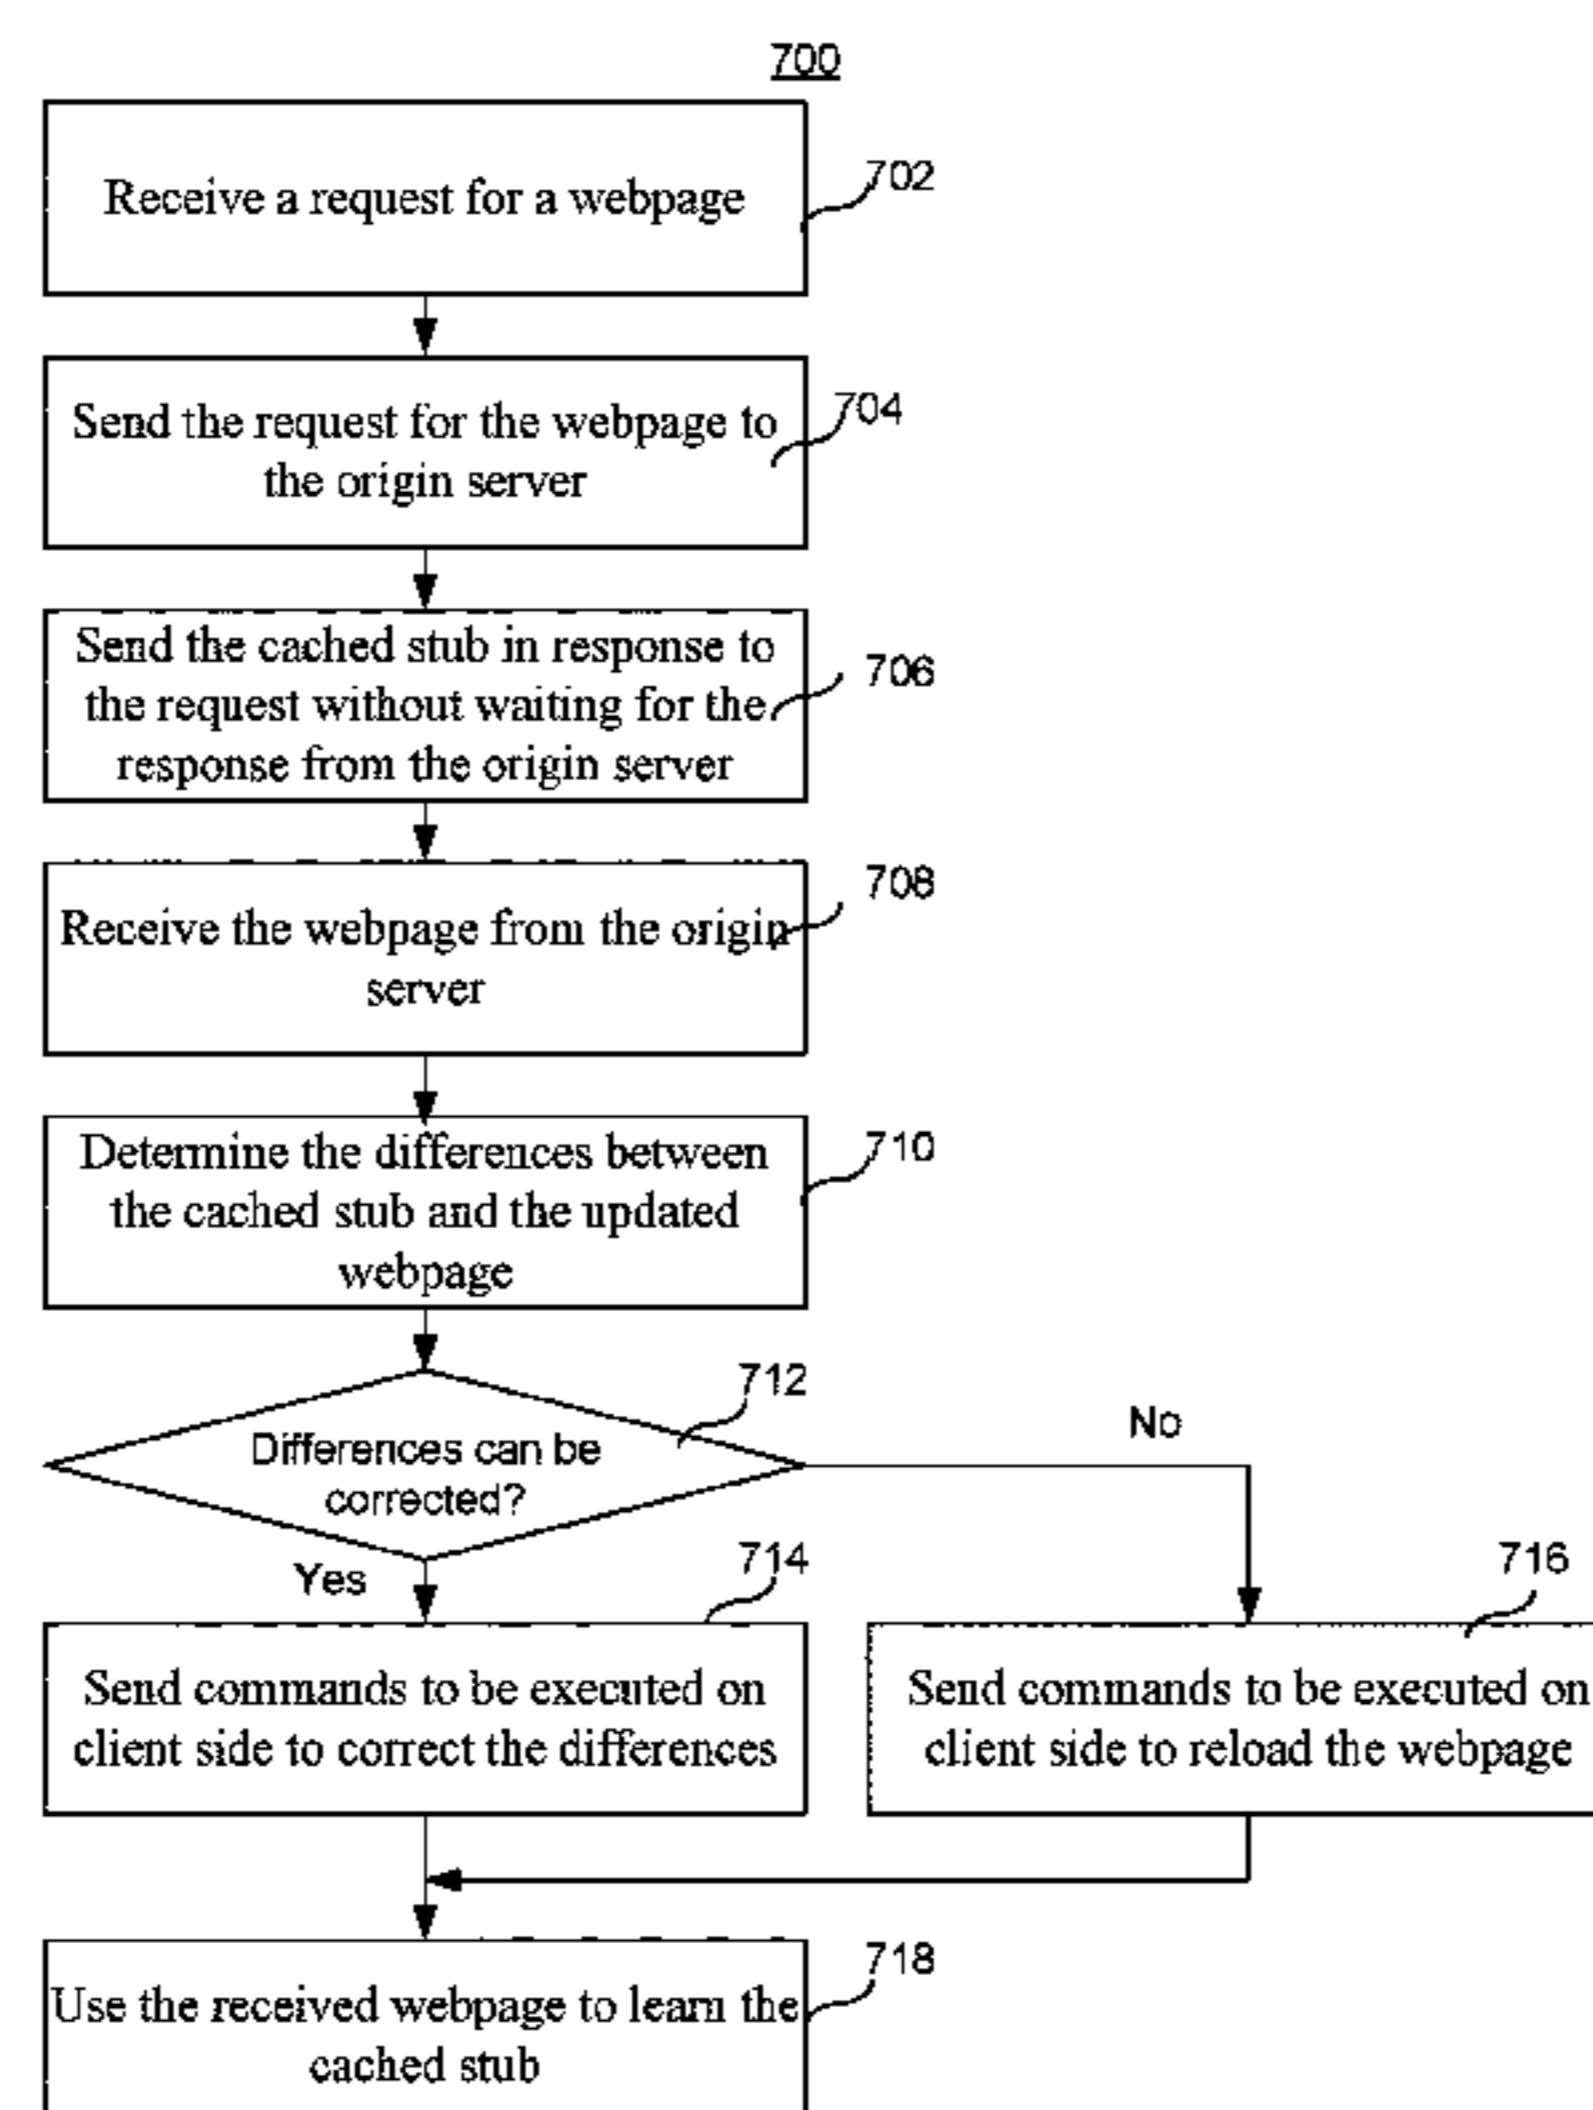 700
Receive a request for a webpage
702
Send the request for the webpage to
the origin server
704
Send the cached stub in response to
the request without waiting for the
response from the origin server
706
Receive the webpage from the origin
server
708
Determine the differences between
the cached stub and the updated
webpage
710
Differences can be
corrected?
712
No
Yes
714
Send commands to be executed on
client side to correct the differences
716
Send commands to be executed on
client side to reload the webpage
Use the received webpage to learn the
cached stub
718